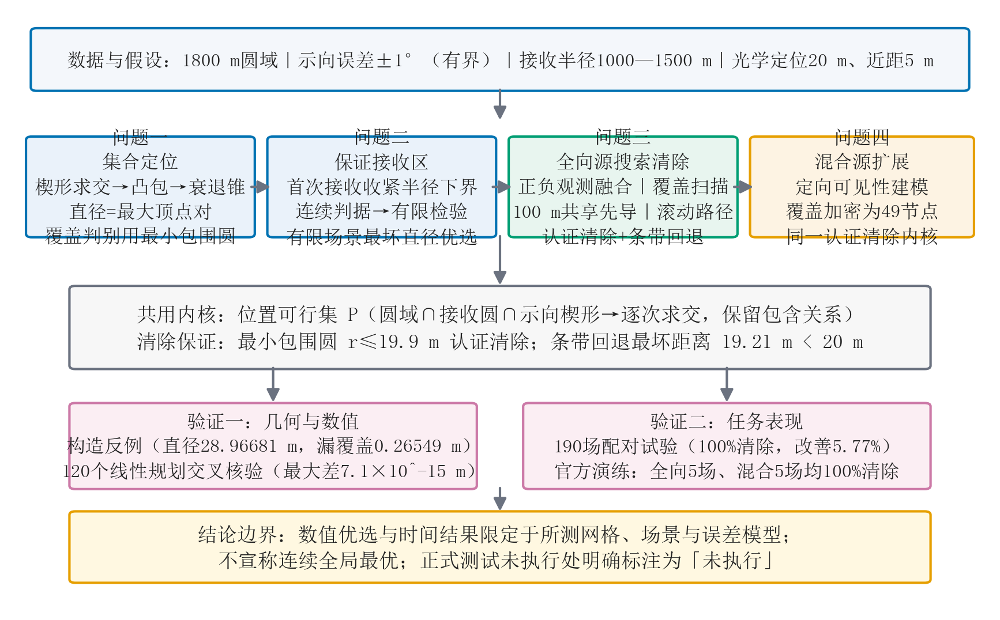 数据与假设：1800 m圆域｜示向误差±1°（有界）｜接收半径1000—1500 m｜光学定位20 m、近距5 m
问题一
集合定位
楔形求交→凸包→衰退锥
直径=最大顶点对
覆盖判别用最小包围圆
问题二
保证接收区
首次接收收紧半径下界
连续判据→有限检验
有限场景最坏直径优选
问题三
全向源搜索清除
正负观测融合｜覆盖扫描
100 m共享先导｜滚动路径
认证清除+条带回退
问题四
混合源扩展
定向可见性建模
覆盖加密为49节点
同一认证清除内核
共用内核：位置可行集 P（圆域∩接收圆∩示向楔形→逐次求交，保留包含关系）
清除保证：最小包围圆 r≤19.9 m 认证清除；条带回退最坏距离 19.21 m < 20 m
验证一：几何与数值
构造反例（直径28.96681 m，漏覆盖0.26549 m）
120个线性规划交叉核验（最大差7.1×10^-15 m）
验证二：任务表现
190场配对试验（100%清除，改善5.77%）
官方演练：全向5场、混合5场均100%清除
结论边界：数值优选与时间结果限定于所测网格、场景与误差模型；
不宣称连续全局最优；正式测试未执行处明确标注为「未执行」